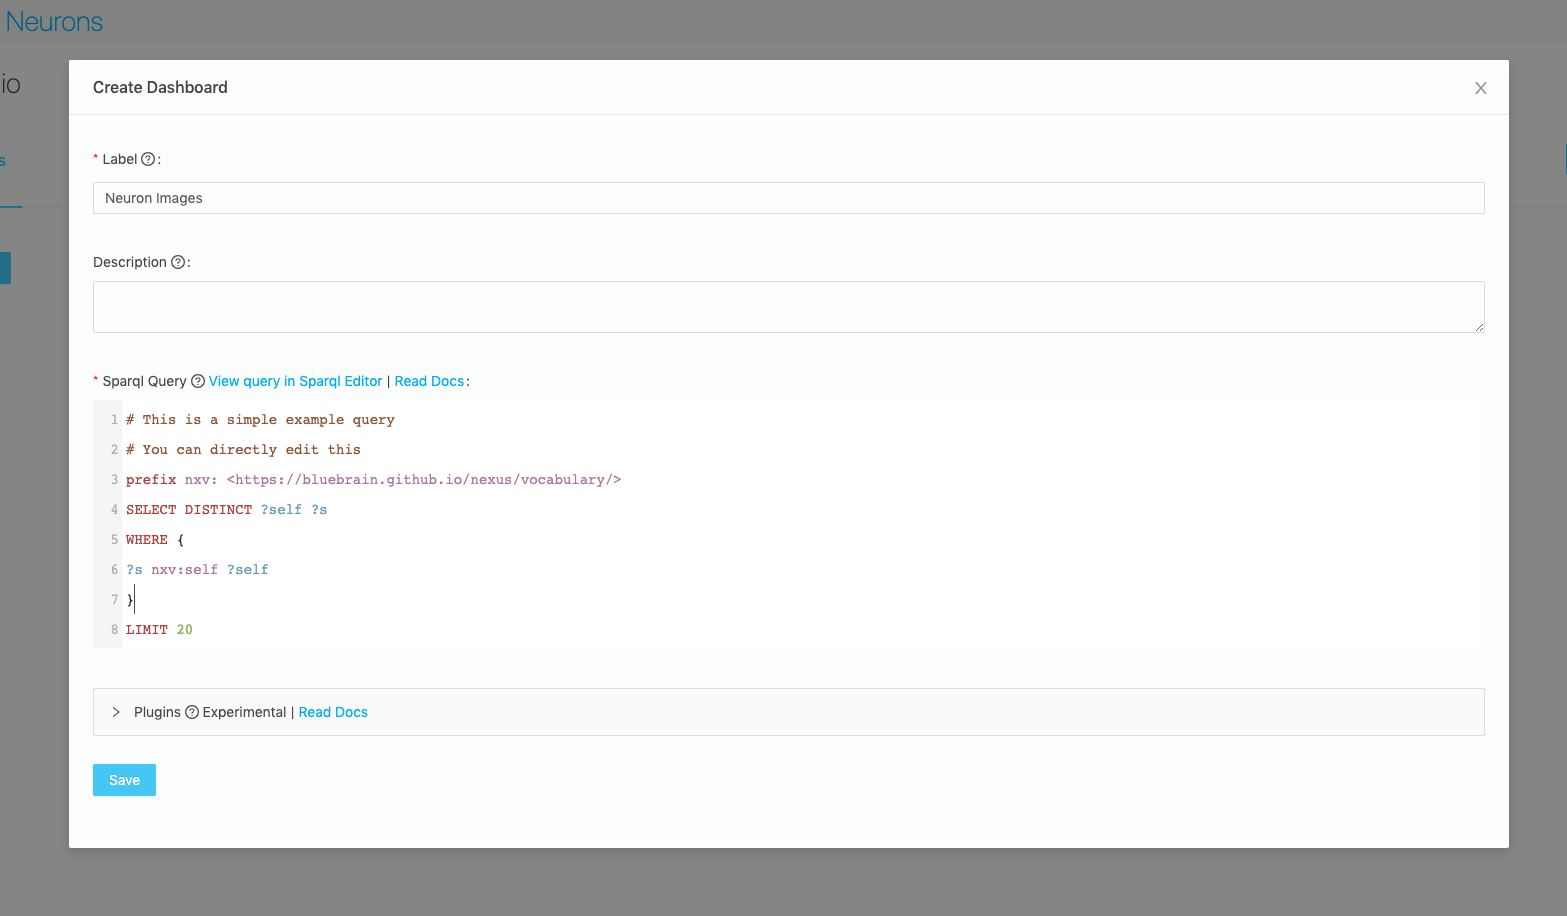 Neurons
io
s
Create Dashboard
* Label ?:
Neuron Images
Description ?:
* Sparql Query ? View query in Sparql Editor | Read Docs:
1 # This is a simple example query
2 # You can directly edit this
3 prefix nxv: <https://bluebrain.github.io/nexus/vocabulary/>
4 SELECT DISTINCT ?self ?s
5 WHERE {
6 ?s nxv:self ?self
7 }
8 LIMIT 20
Plugins ? Experimental | Read Docs
Save